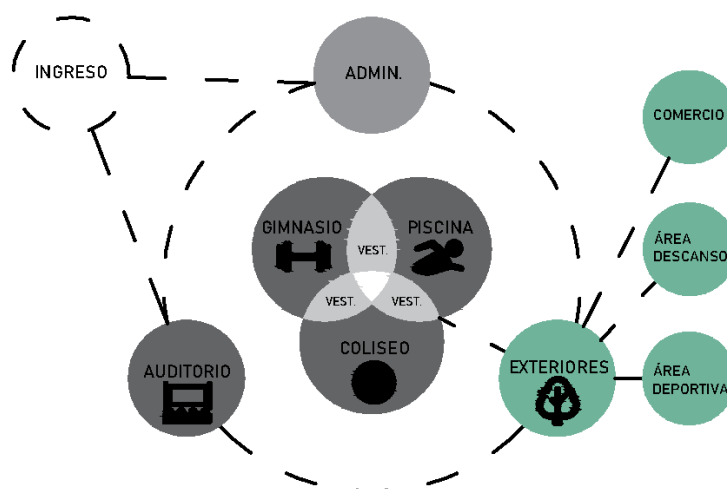 INGRESO
ADMIN.
COMERCIO
GIMNASIO
PISCINA
VEST.
ÁREA
DESCANSO
VEST.
VEST.
COLISEO
AUDITORIO
EXTERIORES
ÁREA
DEPORTIVA